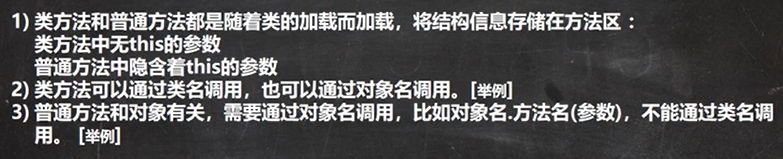 1) 类方法和普通方法都是随着类的加载而加载，将结构信息存储在方法区：
类方法中无this的参数
普通方法中隐含着this的参数
2) 类方法可以通过类名调用，也可以通过对象名调用。[举例]
3) 普通方法和对象有关，需要通过对象名调用，比如对象名.方法名(参数)，不能通过类名调
用。 [举例]